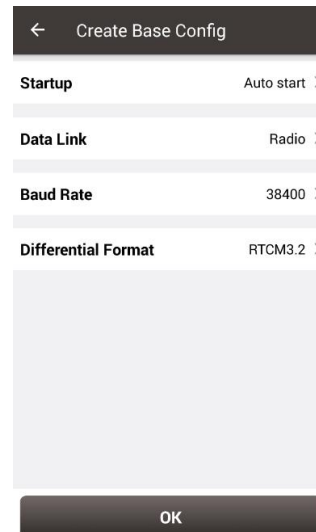 Create Base Config
Startup Auto start
Data Link Radio
Baud Rate 38400
Differential Format RTCM3.2
OK